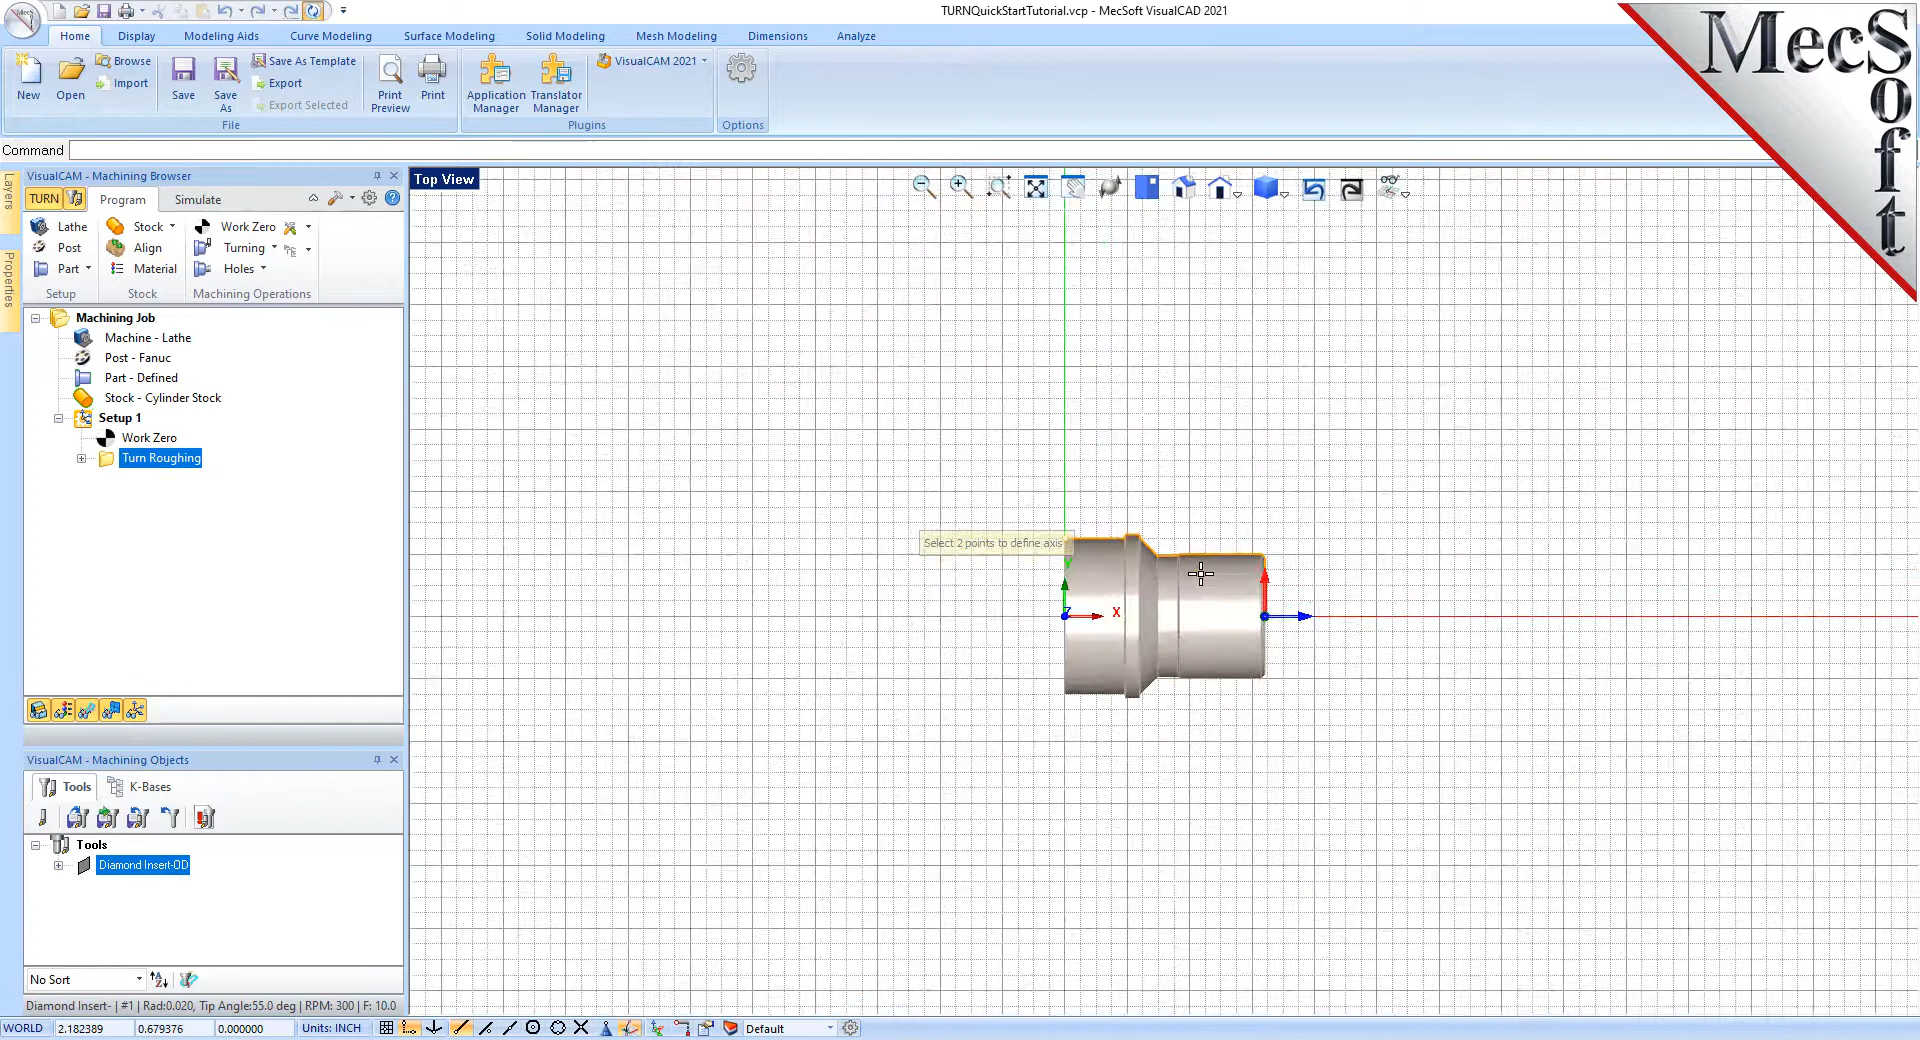 TURNQuickStartTutorial.vcp - MecSoft VisualCAD 2021
MecSoft
Home Display Modeling Aids Curve Modeling Surface Modeling Solid Modeling Mesh Modeling Dimensions Analyze
New Open Browse Import Save Save As Save As Template Export Export Selected Print Preview Print Application Manager Translator Manager VisualCAM 2021
File Plugins Options
Command
Layers
Properties
VisualCAM - Machining Browser
TURN Program Simulate
Lathe Stock Work Zero
Post Align Turning
Part Material Holes
Setup Stock Machining Operations
Machining Job
Machine - Lathe
Post - Fanuc
Part - Defined
Stock - Cylinder Stock
Setup 1
Work Zero
Turn Roughing
Top View
Select 2 points to define axis
Y
Z X
VisualCAM - Machining Objects
Tools K-Bases
Tools
Diamond Insert-OD
No Sort
Diamond Insert- | #1 | Rad:0.020, Tip Angle:55.0 deg | RPM: 300 | F: 10.0
WORLD 2.182389 0.679376 0.000000 Units: INCH Default